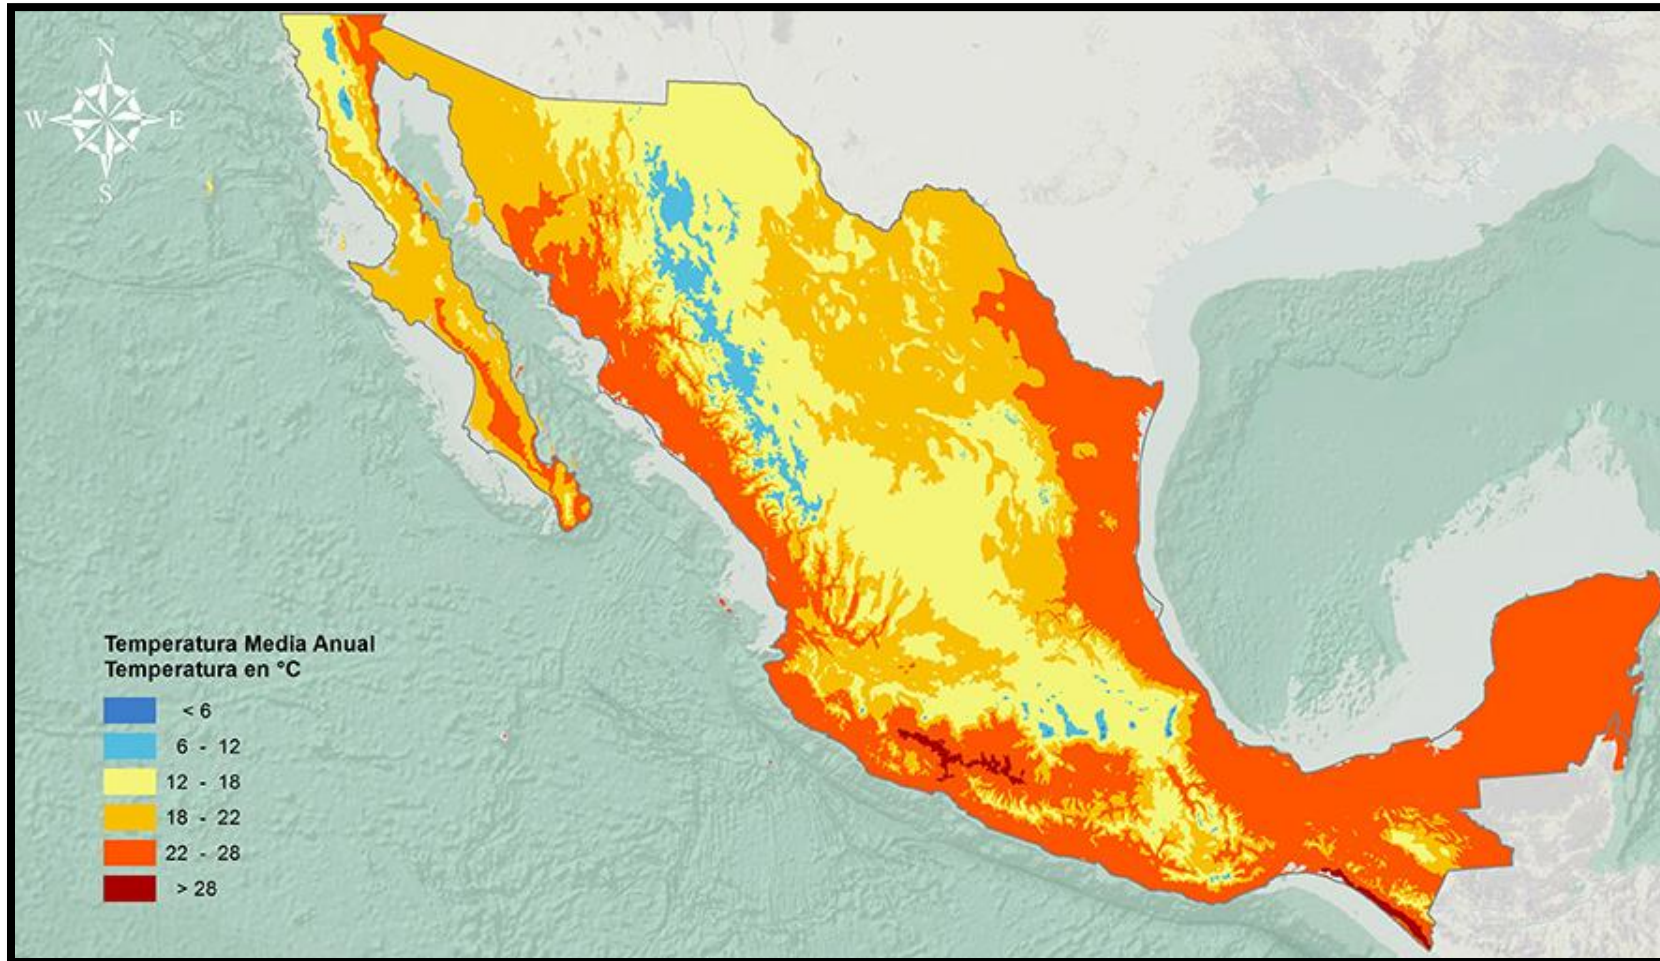 N
W E
S
Temperatura Media Anual
Temperatura en °C
< 6
6 - 12
12 - 18
18 - 22
22 - 28
> 28